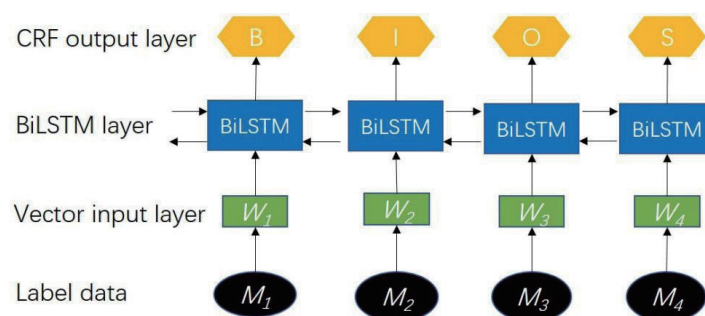 CRF output layer B I O S
BiLSTM layer BiLSTM BiLSTM BiLSTM BiLSTM
Vector input layer W1 W2 W3 W4
Label data M1 M2 M3 M4